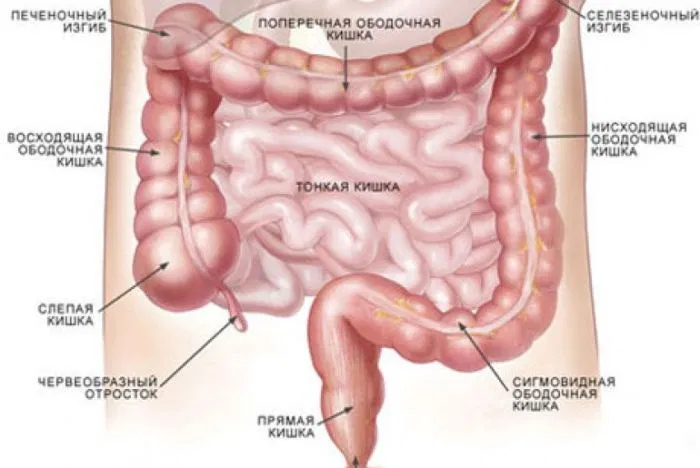 ПЕЧЕНОЧНЫЙ
ИЗГИБ
ПОПЕРЕЧНАЯ ОБОДОЧНАЯ
КИШКА
СЕЛЕЗЕНОЧНЫЙ
ИЗГИБ
ВОСХОДЯЩАЯ
ОБОДОЧНАЯ
КИШКА
НИСХОДЯЩАЯ
ОБОДОЧНАЯ
КИШКА
ТОНКАЯ КИШКА
СЛЕПАЯ
КИШКА
ЧЕРВЕОБРАЗНЫЙ
ОТРОСТОК
ПРЯМАЯ
КИШКА
СИГМОВИДНАЯ
ОБОДОЧНАЯ
КИШКА